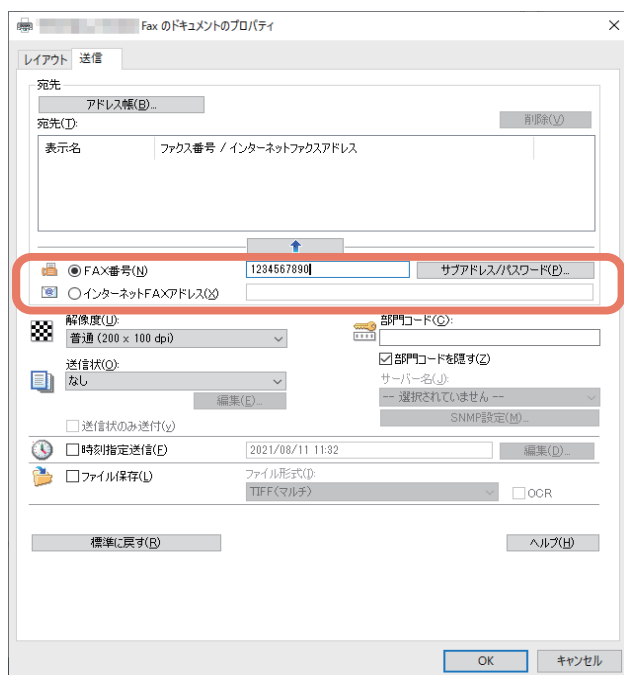 Fax のドキュメントのプロパティ
レイアウト 送信
宛先
アドレス帳(B)...
宛先(T):
削除(V)
表示名 ファクス番号 / インターネットファクスアドレス
FAX番号(N) 1234567890 サブアドレス/パスワード(P)...
インターネットFAXアドレス(X)
解像度(U):
普通 (200 x 100 dpi)
部門コード(C):
部門コードを隠す(Z)
送信状(O):
なし
サーバー名(J):
-- 選択されていません --
編集(E)...
SNMP設定(M)...
送信状のみ送付(y)
時刻指定送信(F) 2021/08/11 11:32 編集(D)...
ファイル保存(L)
ファイル形式(I):
TIFF(マルチ) OCR
標準に戻す(R) ヘルプ(H)
OK キャンセル